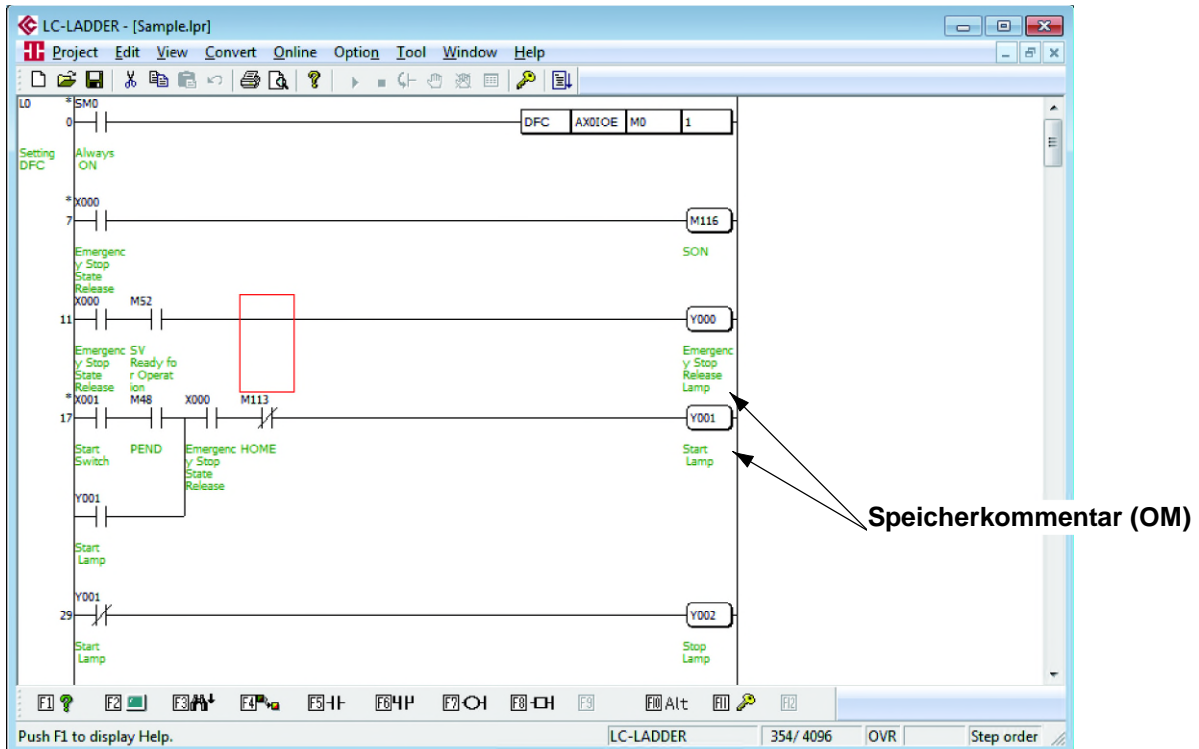 LC-LADDER - [Sample.lpr]
Project Edit View Convert Online Option Tool Window Help
L0 * SM0
0
DFC AX0IOE M0 1
Setting
DFC
Always
ON
* X000
7
M116
Emergenc
y Stop
State
Release
SON
X000 M52
11
Y000
Emergenc
y Stop
State
Release
SV
Ready fo
r Operat
ion
Emergenc
y Stop
Release
Lamp
* X001 M48 X000 M113
17
Y001
Start
Switch
PEND
Emergenc
y Stop
State
Release
HOME
Start
Lamp
Speicherkommentar (OM)
Y001
Start
Lamp
Y001
29
Y002
Start
Lamp
Stop
Lamp
F1 F2 F3 F4 F5 F6 F7 F8 F9 F10 Alt F11 F12
Push F1 to display Help. LC-LADDER 354/ 4096 OVR Step order